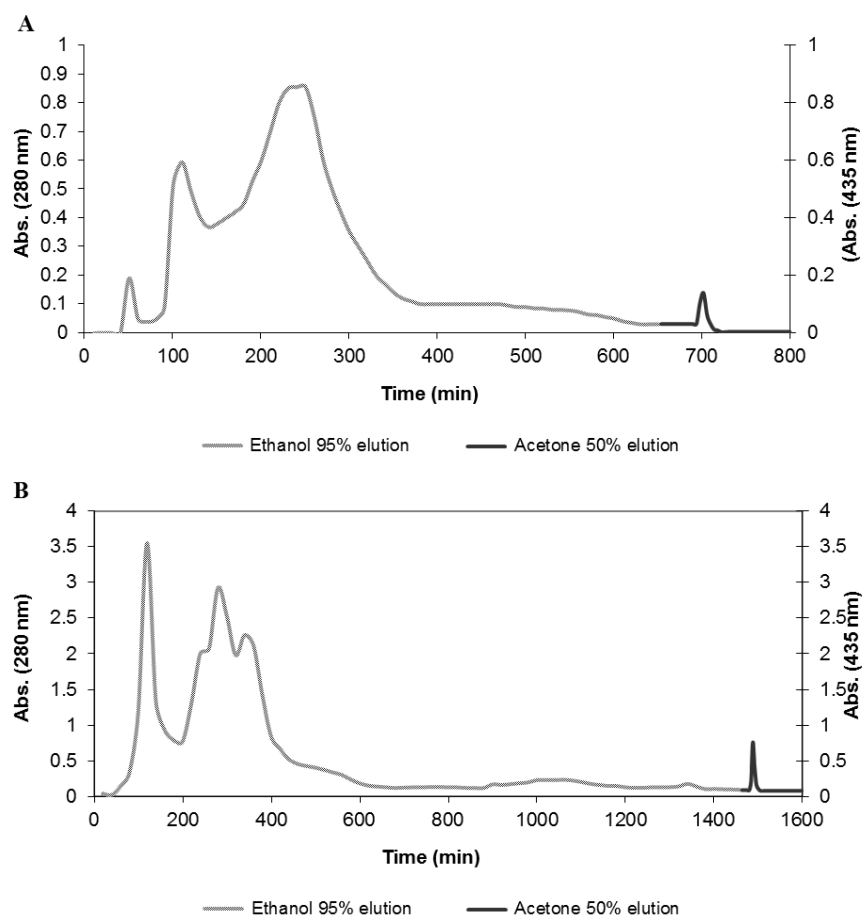 A
1
0.9
0.8
0.7
0.6
0.5
0.4
0.3
0.2
0.1
0
Abs. (280 nm)
1
0.8
0.6
0.4
0.2
0
(Abs. (435 nm)
0 100 200 300 400 500 600 700 800
Time (min)
Ethanol 95% elution Acetone 50% elution
B
4
3.5
3
2.5
2
1.5
1
0.5
0
Abs. (280 nm)
4
3.5
3
2.5
2
1.5
1
0.5
0
Abs. (435 nm)
0 200 400 600 800 1000 1200 1400 1600
Time (min)
Ethanol 95% elution Acetone 50% elution